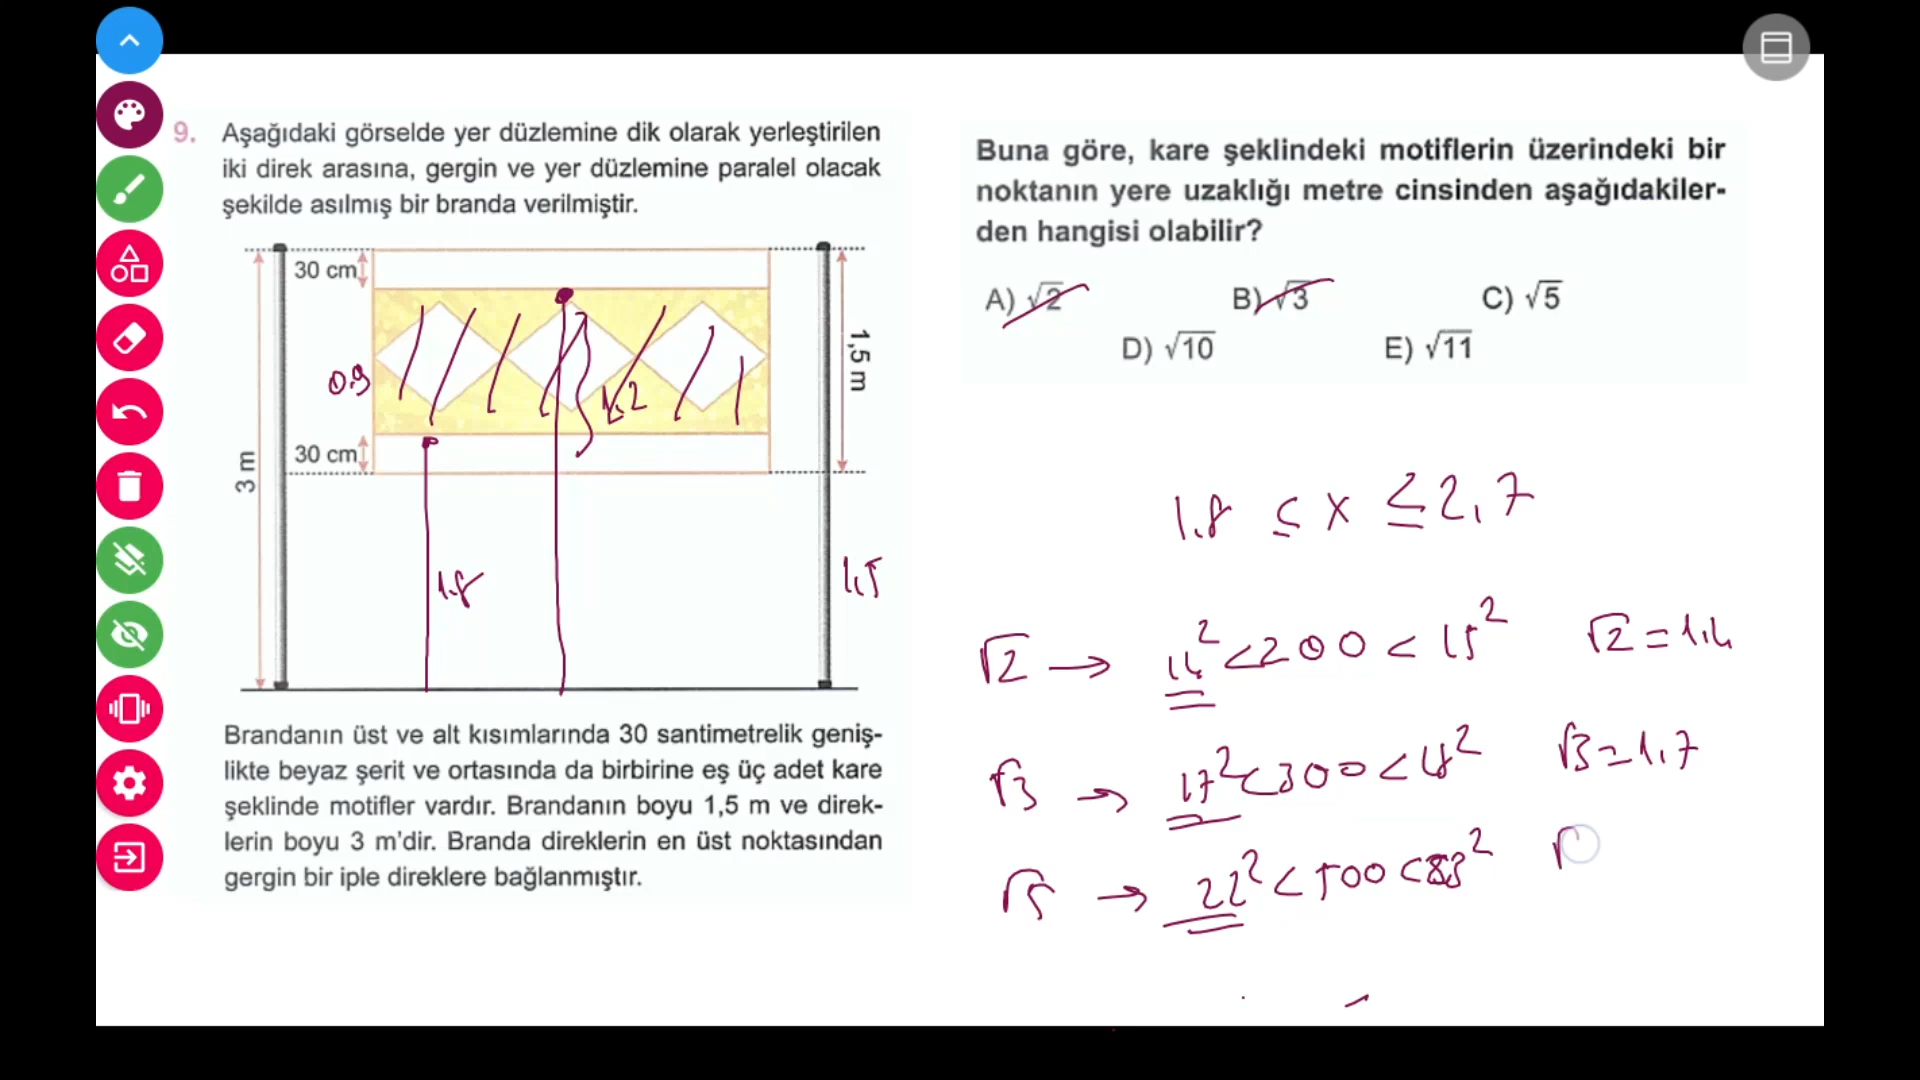 9. Aşağıdaki görselde yer düzlemine dik olarak yerleştirilen
iki direk arasına, gergin ve yer düzlemine paralel olacak
şekilde asılmış bir branda verilmiştir.
30 cm
0.9
1.2
1,5 m
30 cm
3 m
1.8
1.5
Brandanın üst ve alt kısımlarında 30 santimetrelik geniş-
likte beyaz şerit ve ortasında da birbirine eş üç adet kare
şeklinde motifler vardır. Brandanın boyu 1,5 m ve direk-
lerin boyu 3 m'dir. Branda direklerin en üst noktasından
gergin bir iple direklere bağlanmıştır.
Buna göre, kare şeklindeki motiflerin üzerindeki bir
noktanın yere uzaklığı metre cinsinden aşağıdakiler-
den hangisi olabilir?
A) √2 B) √3 C) √5
D) √10 E) √11
1.8 ≤ x ≤ 2,7
√2 → 14² < 200 < 15² √2 = 1.4
√3 → 17² < 300 < 18² √3 = 1,7
√5 → 22² < 500 <